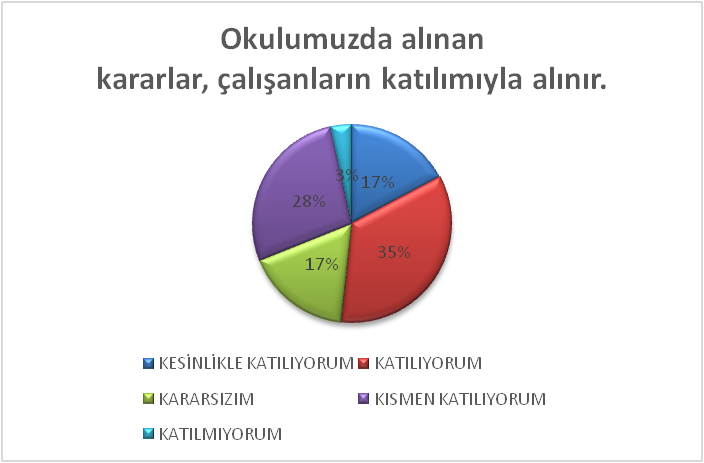 Okulumuzda alınan
kararlar, çalışanların katılımıyla alınır.
3%
17%
28%
35%
17%
KESİNLİKLE KATILIYORUM KATILIYORUM
KARARSIZIM KISMEN KATILIYORUM
KATILMIYORUM